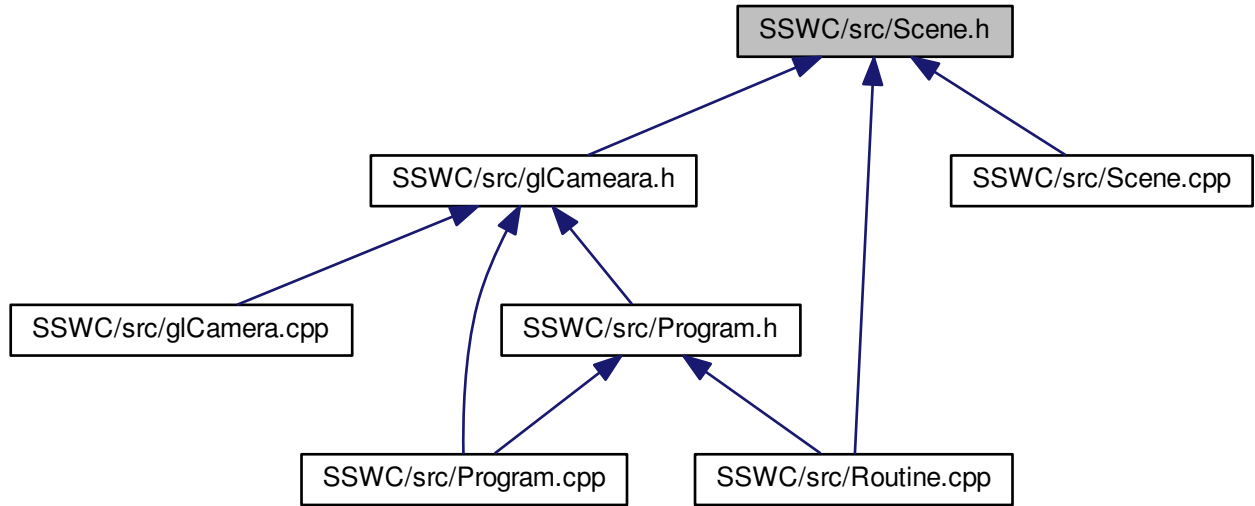 SSWC/src/Scene.h
SSWC/src/glCameara.h
SSWC/src/Scene.cpp
SSWC/src/glCamera.cpp
SSWC/src/Program.h
SSWC/src/Program.cpp
SSWC/src/Routine.cpp